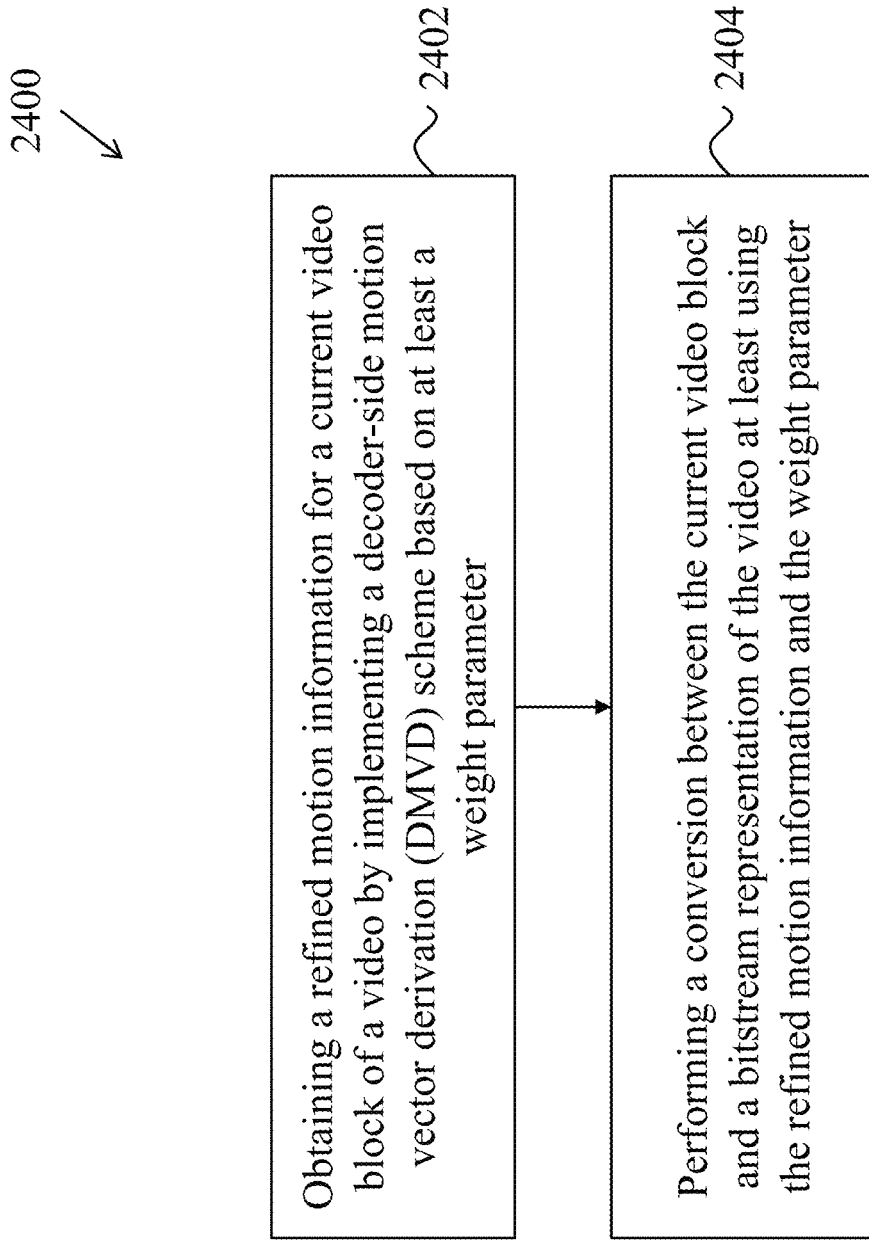 2400
Obtaining a refined motion information for a current video
block of a video by implementing a decoder-side motion
vector derivation (DMVD) scheme based on at least a
weight parameter
2402
Performing a conversion between the current video block
and a bitstream representation of the video at least using
the refined motion information and the weight parameter
2404